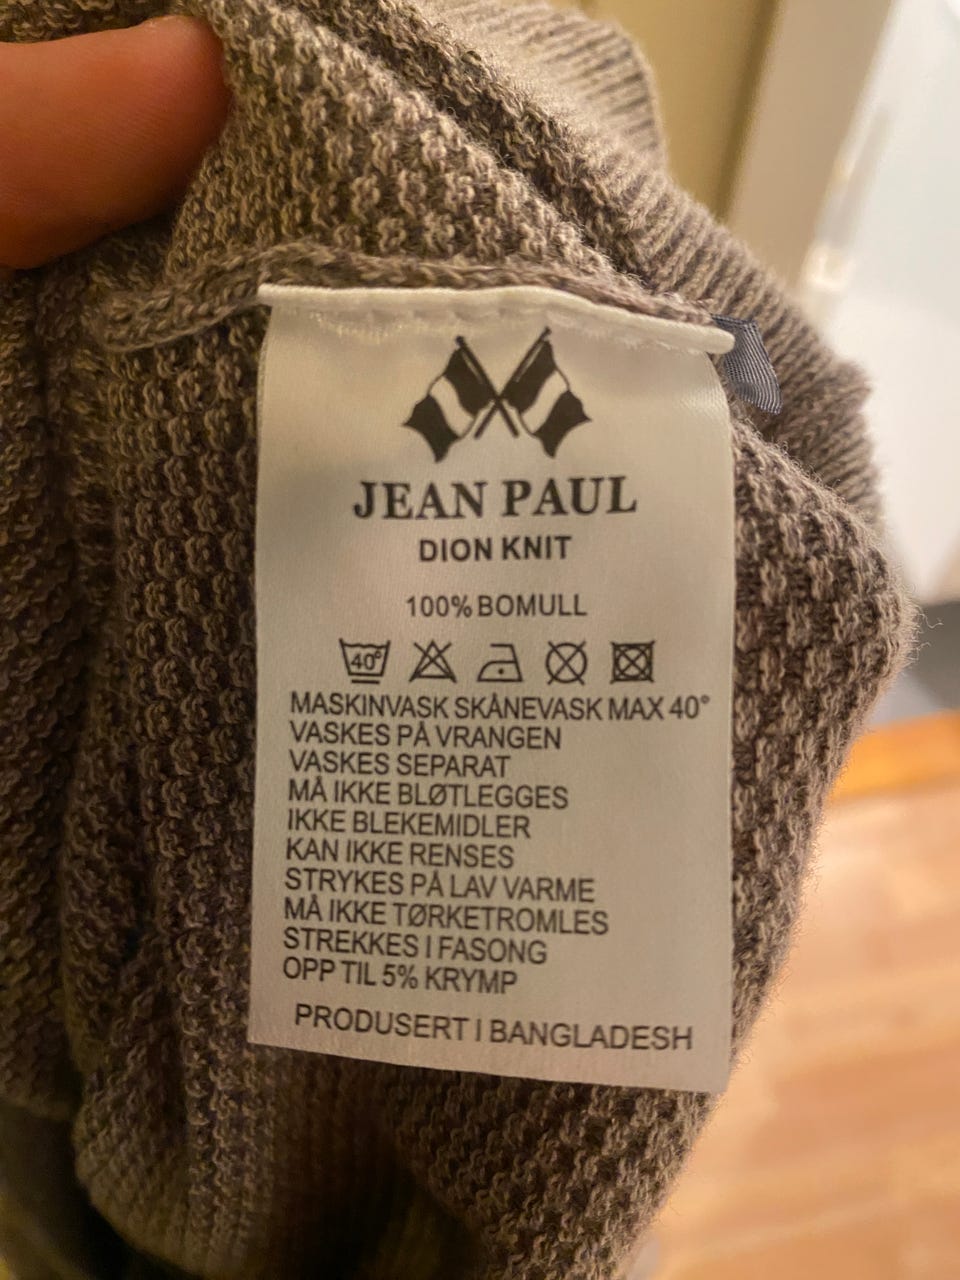 JEAN PAUL
DION KNIT
100% BOMULL
40°
MASKINVASK SKÅNEVASK MAX 40°
VASKES PÅ VRANGEN
VASKES SEPARAT
MÅ IKKE BLØTLEGGES
IKKE BLEKEMIDLER
KAN IKKE RENSES
STRYKES PÅ LAV VARME
MÅ IKKE TØRKETROMLES
STREKKES I FASONG
OPP TIL 5% KRYMP
PRODUSERT I BANGLADESH